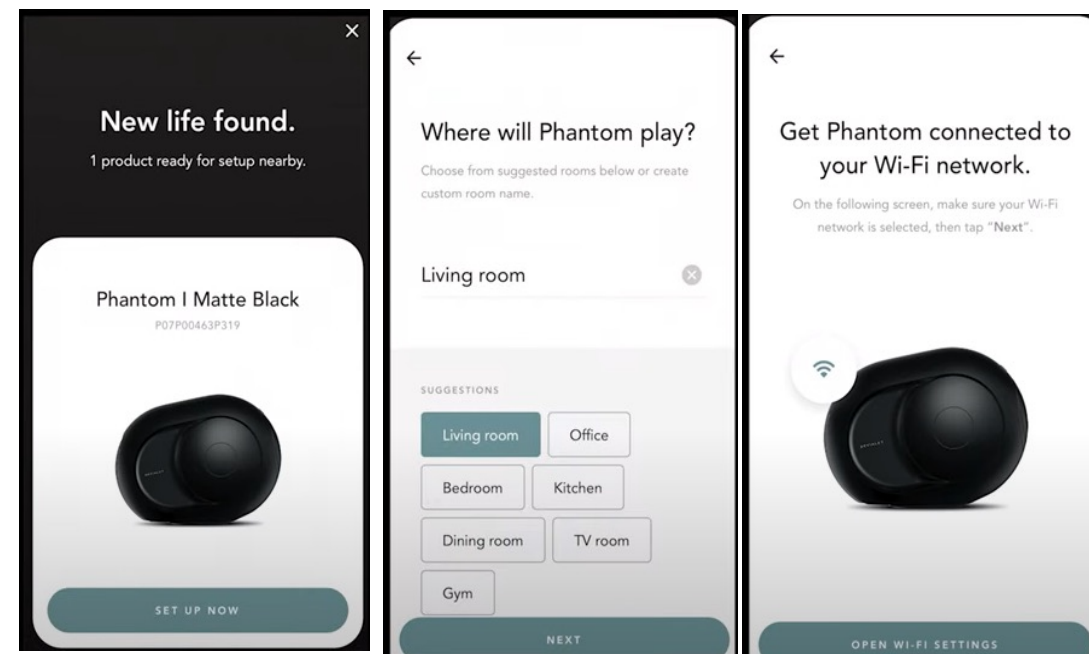 New life found.
1 product ready for setup nearby.
Phantom I Matte Black
P07P00463P319
SET UP NOW
Where will Phantom play?
Choose from suggested rooms below or create
custom room name.
Living room
SUGGESTIONS
Living room
Office
Bedroom
Kitchen
Dining room
TV room
Gym
NEXT
Get Phantom connected to
your Wi-Fi network.
On the following screen, make sure your Wi-Fi
network is selected, then tap "Next".
OPEN WI-FI SETTINGS